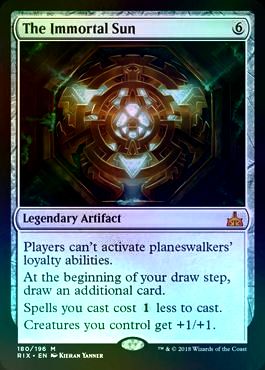 The Immortal Sun 6
Legendary Artifact
Players can't activate planeswalkers'
loyalty abilities.
At the beginning of your draw step,
draw an additional card.
Spells you cast cost 1 less to cast.
Creatures you control get +1/+1.
180/196 M
RIX • EN KIERAN YANNER
™ & © 2018 Wizards of the Coast